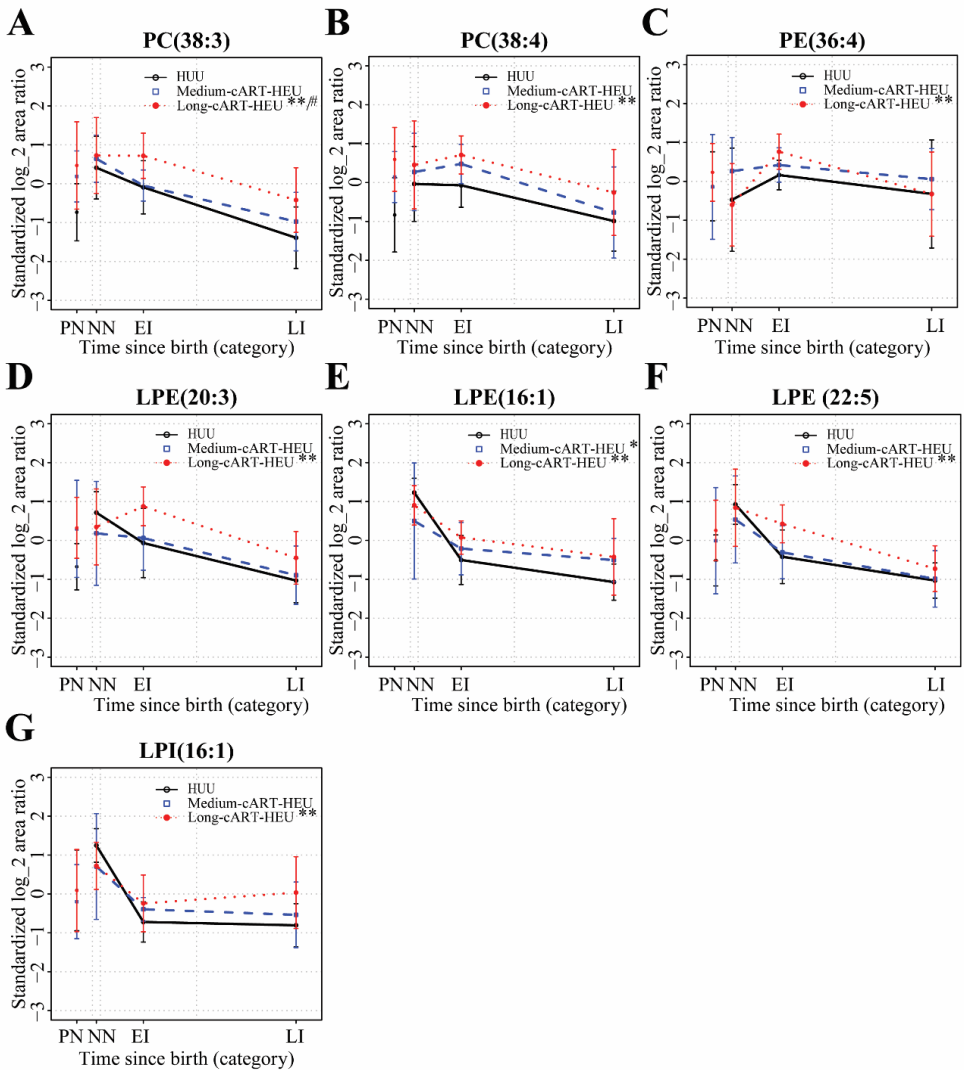 A
PC(38:3)
Standardized log_2 area ratio
3
2
1
0
−1
−2
−3
HUU
Medium-cART-HEU
Long-cART-HEU **/#
PN NN EI LI
Time since birth (category)
B
PC(38:4)
Standardized log_2 area ratio
3
2
1
0
−1
−2
−3
HUU
Medium-cART-HEU
Long-cART-HEU **
PN NN EI LI
Time since birth (category)
C
PE(36:4)
Standardized log_2 area ratio
3
2
1
0
−1
−2
−3
HUU
Medium-cART-HEU
Long-cART-HEU **
PN NN EI LI
Time since birth (category)
D
LPE(20:3)
Standardized log_2 area ratio
3
2
1
0
−1
−2
−3
HUU
Medium-cART-HEU
Long-cART-HEU **
PN NN EI LI
Time since birth (category)
E
LPE(16:1)
Standardized log_2 area ratio
3
2
1
0
−1
−2
−3
HUU
Medium-cART-HEU *
Long-cART-HEU **
PN NN EI LI
Time since birth (category)
F
LPE (22:5)
Standardized log_2 area ratio
3
2
1
0
−1
−2
−3
HUU
Medium-cART-HEU
Long-cART-HEU **
PN NN EI LI
Time since birth (category)
G
LPI(16:1)
Standardized log_2 area ratio
3
2
1
0
−1
−2
−3
HUU
Medium-cART-HEU
Long-cART-HEU **
PN NN EI LI
Time since birth (category)